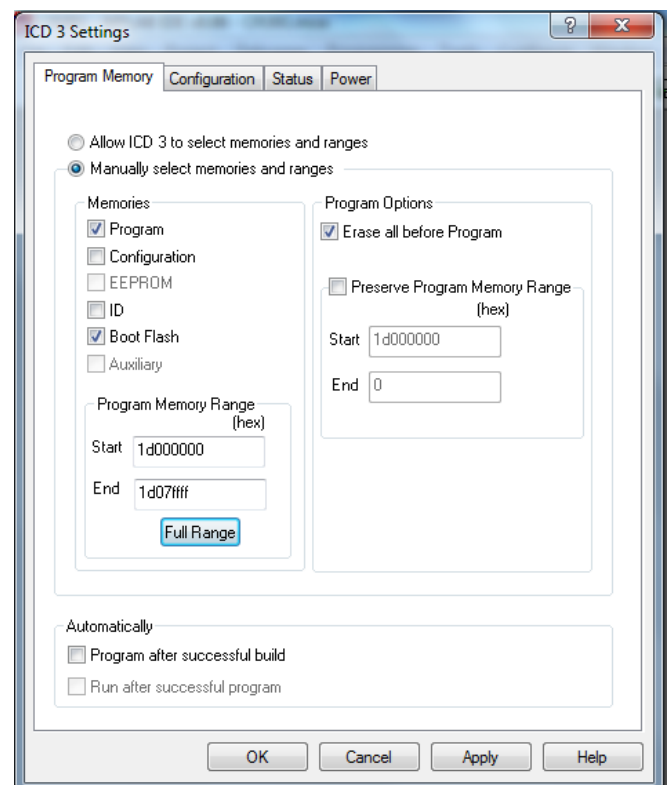 ICD 3 Settings
Program Memory Configuration Status Power
Allow ICD 3 to select memories and ranges
Manually select memories and ranges
Memories
Program
Configuration
EEPROM
ID
Boot Flash
Auxiliary
Program Memory Range
(hex)
Start 1d000000
End 1d07ffff
Full Range
Program Options
Erase all before Program
Preserve Program Memory Range
(hex)
Start 1d000000
End 0
Automatically
Program after successful build
Run after successful program
OK Cancel Apply Help